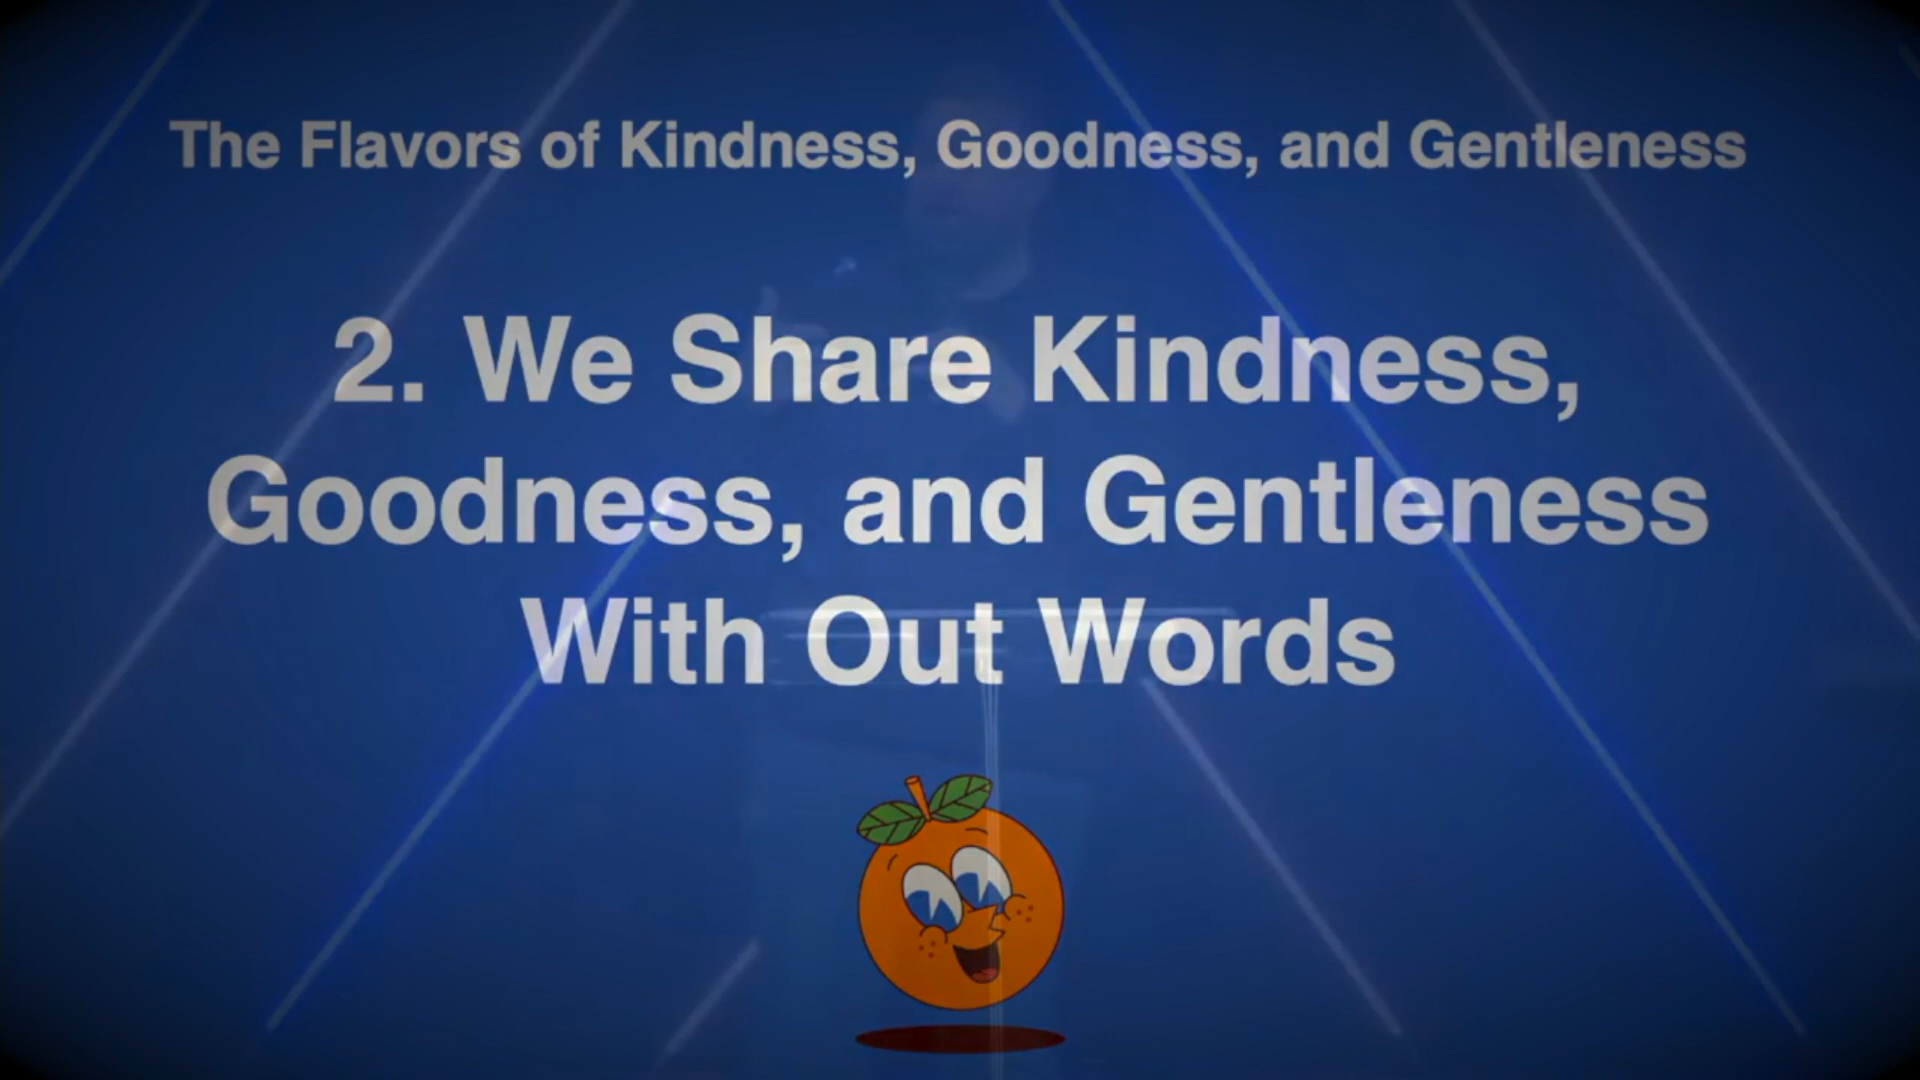 The Flavors of Kindness, Goodness, and Gentleness
2. We Share Kindness,
Goodness, and Gentleness
With Out Words